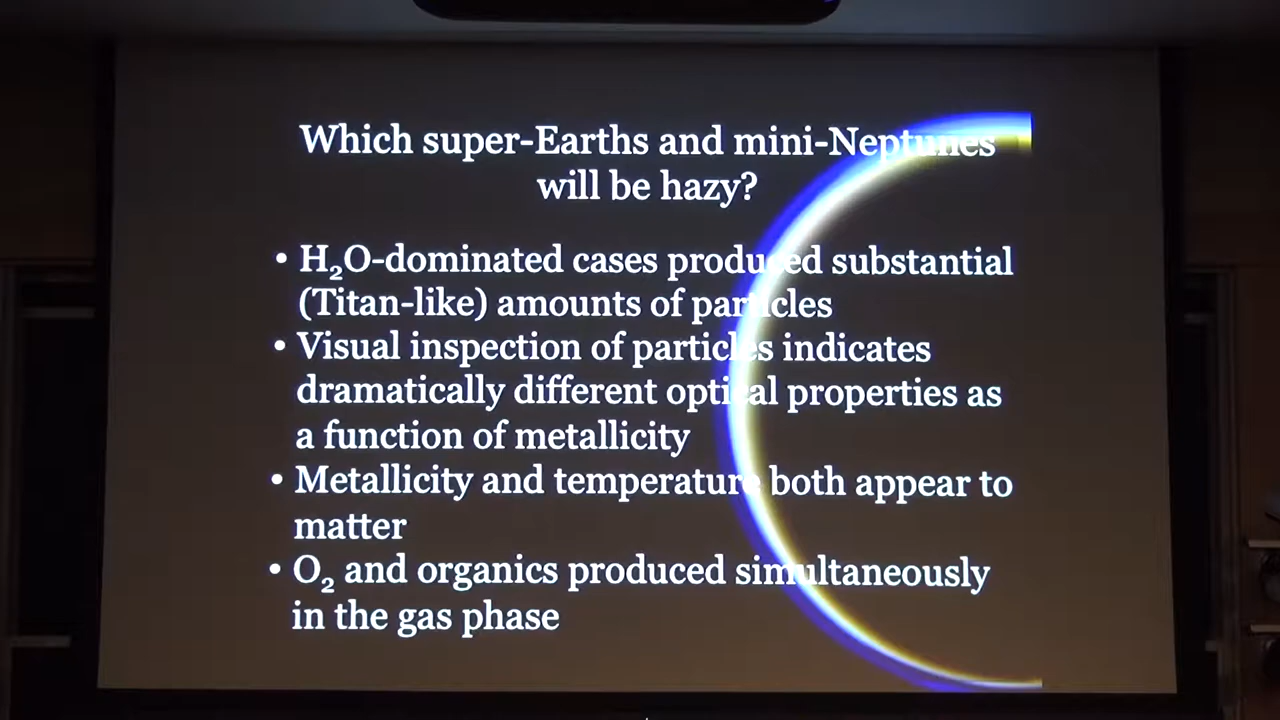 Which super-Earths and mini-Neptunes
will be hazy?
• H₂O-dominated cases produced substantial
(Titan-like) amounts of particles
• Visual inspection of particles indicates
dramatically different optical properties as
a function of metallicity
• Metallicity and temperature both appear to
matter
• O₂ and organics produced simultaneously
in the gas phase